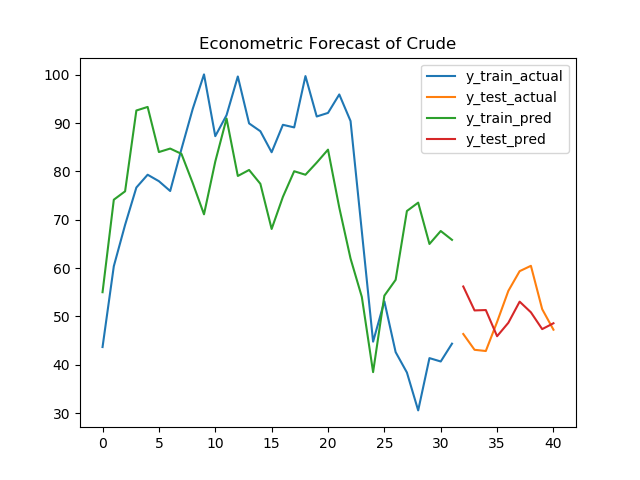 Econometric Forecast of Crude
y_train_actual
y_test_actual
y_train_pred
y_test_pred
100
90
80
70
60
50
40
30
0 5 10 15 20 25 30 35 40